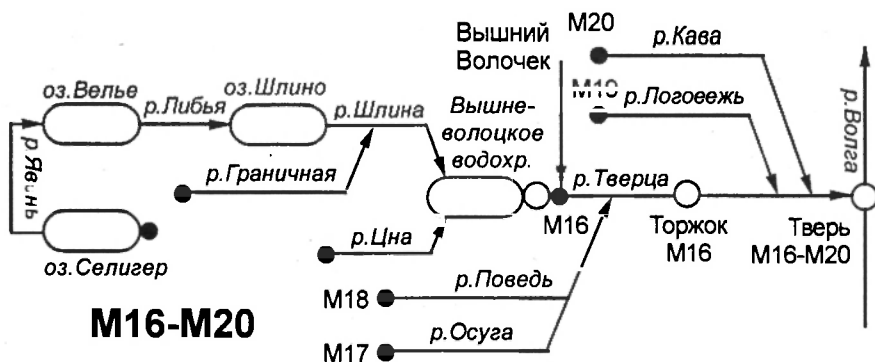 Вышний
Волочек
М20
р.Кава
оз.Велье
р.Либья
оз.Шлино
р.Шлина
Вышне-
волоцкое
водохр.
р.Логовежь
р.Волга
р.Граничная
р.Тверца
М16
Торжок
М16
Тверь
М16-М20
оз.Селигер
р.Цна
М18
р.Поведь
М17
р.Осуга
М16-М20